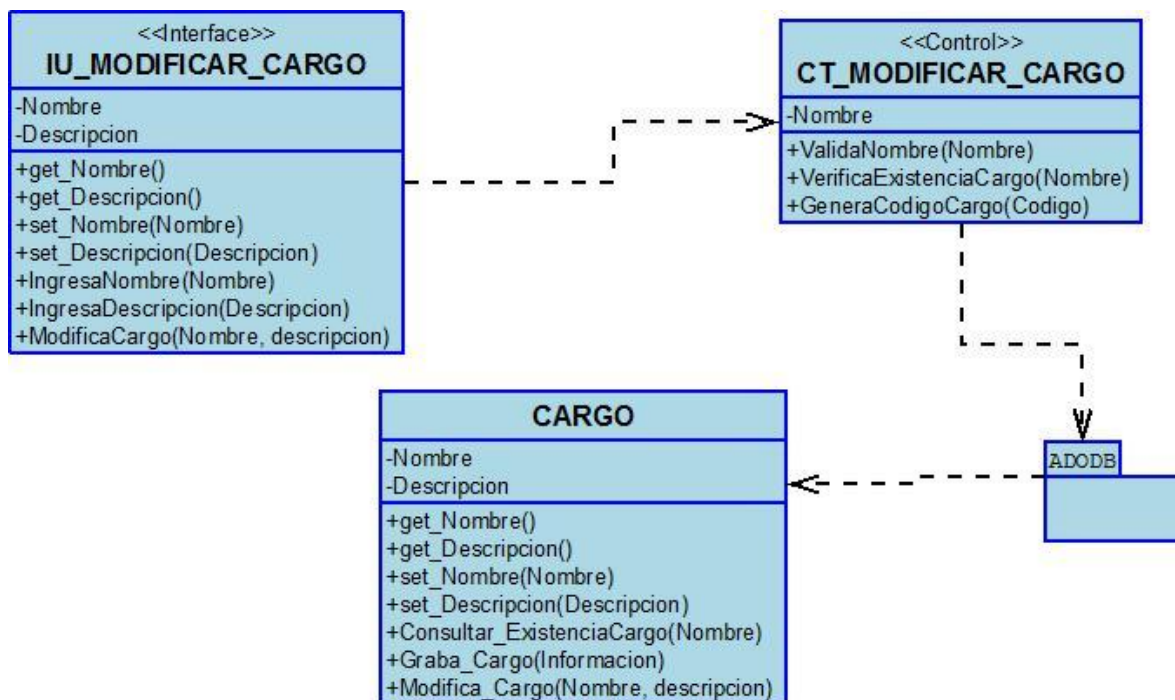 <<Interface>>
IU_MODIFICAR_CARGO
-Nombre
-Descripcion
+get_Nombre()
+get_Descripcion()
+set_Nombre(Nombre)
+set_Descripcion(Descripcion)
+IngresaNombre(Nombre)
+IngresaDescripcion(Descripcion)
+ModificaCargo(Nombre, descripcion)
<<Control>>
CT_MODIFICAR_CARGO
-Nombre
+ValidaNombre(Nombre)
+VerificaExistenciaCargo(Nombre)
+GeneraCodigoCargo(Codigo)
CARGO
-Nombre
-Descripcion
+get_Nombre()
+get_Descripcion()
+set_Nombre(Nombre)
+set_Descripcion(Descripcion)
+Consultar_ExistenciaCargo(Nombre)
+Graba_Cargo(Informacion)
+Modifica_Cargo(Nombre, descripcion)
ADODB